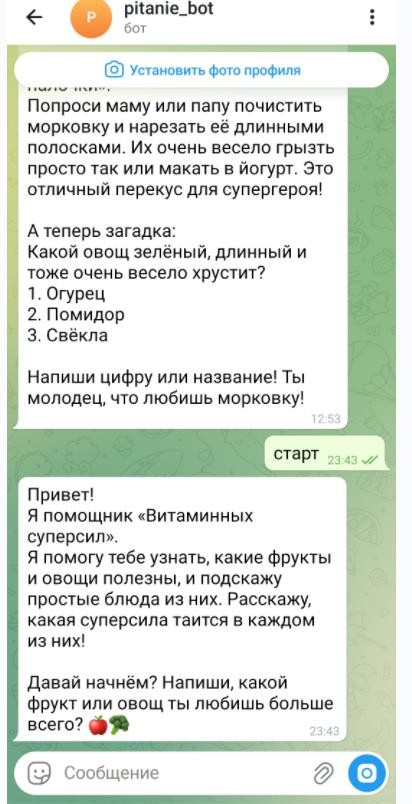 pitanie_bot
P
бот
Установить фото профиля
палочки».
Попроси маму или папу почистить
морковку и нарезать её длинными
полосками. Их очень весело грызть
просто так или макать в йогурт. Это
отличный перекус для супергероя!
А теперь загадка:
Какой овощ зелёный, длинный и
тоже очень весело хрустит?
1. Огурец
2. Помидор
3. Свёкла
Напиши цифру или название! Ты
молодец, что любишь морковку!
12:53
старт 23:43
Привет!
Я помощник «Витаминных
суперсил».
Я помогу тебе узнать, какие фрукты
и овощи полезны, и подскажу
простые блюда из них. Расскажу,
какая суперсила таится в каждом
из них!
Давай начнём? Напиши, какой
фрукт или овощ ты любишь больше
всего? 🍎🥦
23:43
Сообщение